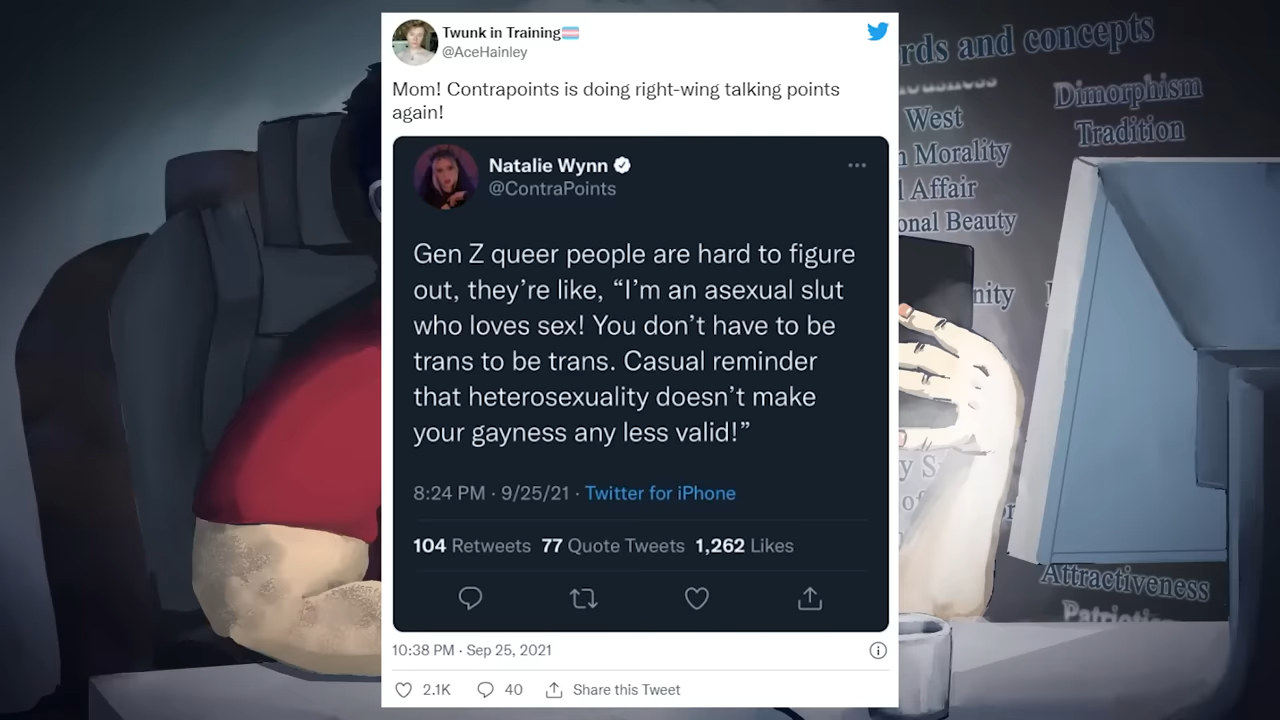 Twunk in Training
@AceHainley
Mom! Contrapoints is doing right-wing talking points
again!
Natalie Wynn
@ContraPoints
Gen Z queer people are hard to figure
out, they’re like, “I’m an asexual slut
who loves sex! You don’t have to be
trans to be trans. Casual reminder
that heterosexuality doesn’t make
your gayness any less valid!”
8:24 PM · 9/25/21 · Twitter for iPhone
104 Retweets 77 Quote Tweets 1,262 Likes
10:38 PM · Sep 25, 2021
2.1K 40 Share this Tweet
and concepts
Dimorphism
West
Tradition
Morality
Affair
Beauty
Attractiveness